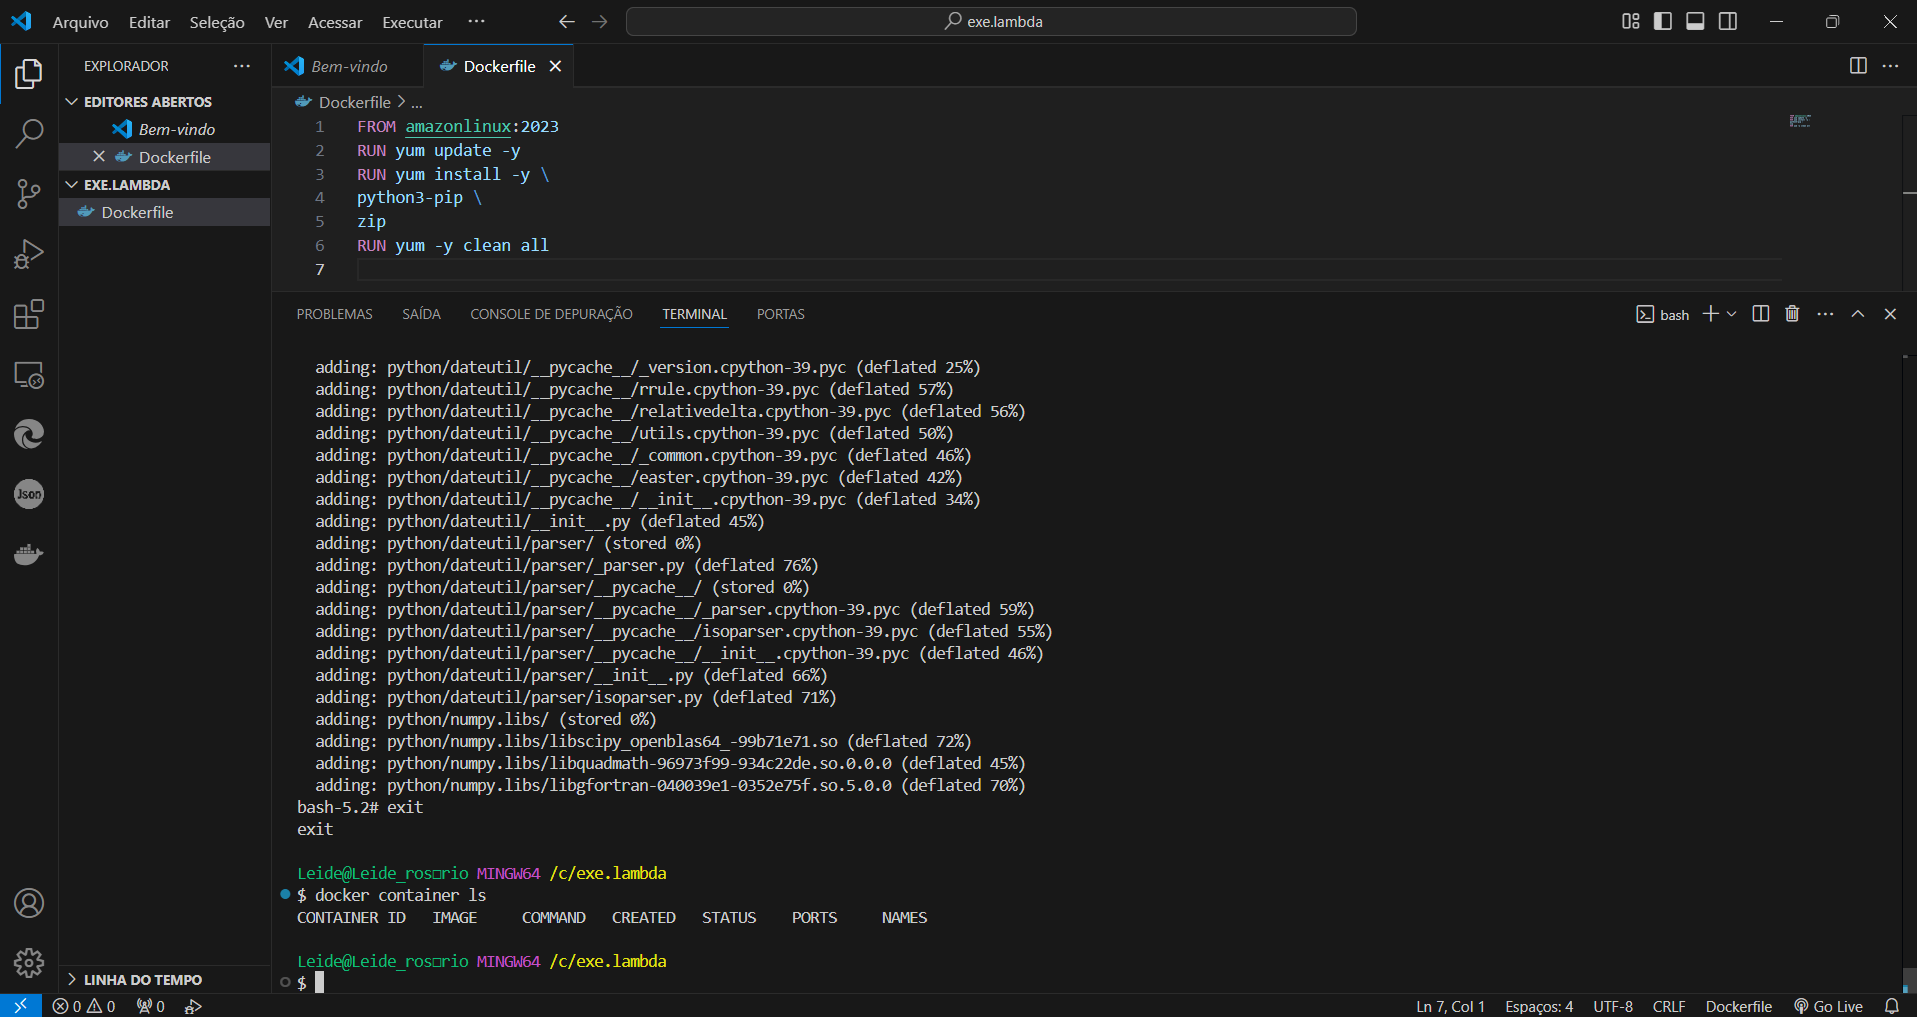 Arquivo Editar Seleção Ver Acessar Executar ··· exe.lambda
EXPLORADOR ···
EDITORES ABERTOS
Bem-vindo
Dockerfile
EXE.LAMBDA
Dockerfile
LINHA DO TEMPO
Bem-vindo Dockerfile
Dockerfile > ...
1 FROM amazonlinux:2023
2 RUN yum update -y
3 RUN yum install -y \
4 python3-pip \
5 zip
6 RUN yum -y clean all
7
PROBLEMAS SAÍDA CONSOLE DE DEPURAÇÃO TERMINAL PORTAS bash
adding: python/dateutil/__pycache__/_version.cpython-39.pyc (deflated 25%)
adding: python/dateutil/__pycache__/rrule.cpython-39.pyc (deflated 57%)
adding: python/dateutil/__pycache__/relativedelta.cpython-39.pyc (deflated 56%)
adding: python/dateutil/__pycache__/utils.cpython-39.pyc (deflated 50%)
adding: python/dateutil/__pycache__/_common.cpython-39.pyc (deflated 46%)
adding: python/dateutil/__pycache__/easter.cpython-39.pyc (deflated 42%)
adding: python/dateutil/__pycache__/__init__.cpython-39.pyc (deflated 34%)
adding: python/dateutil/__init__.py (deflated 45%)
adding: python/dateutil/parser/ (stored 0%)
adding: python/dateutil/parser/_parser.py (deflated 76%)
adding: python/dateutil/parser/__pycache__/ (stored 0%)
adding: python/dateutil/parser/__pycache__/_parser.cpython-39.pyc (deflated 59%)
adding: python/dateutil/parser/__pycache__/isoparser.cpython-39.pyc (deflated 55%)
adding: python/dateutil/parser/__pycache__/__init__.cpython-39.pyc (deflated 46%)
adding: python/dateutil/parser/__init__.py (deflated 66%)
adding: python/dateutil/parser/isoparser.py (deflated 71%)
adding: python/numpy.libs/ (stored 0%)
adding: python/numpy.libs/libscipy_openblas64_-99b71e71.so (deflated 72%)
adding: python/numpy.libs/libquadmath-96973f99-934c22de.so.0.0.0 (deflated 45%)
adding: python/numpy.libs/libgfortran-040039e1-0352e75f.so.5.0.0 (deflated 70%)
bash-5.2# exit
exit
Leide@Leide_ros□rio MINGW64 /c/exe.lambda
$ docker container ls
CONTAINER ID IMAGE COMMAND CREATED STATUS PORTS NAMES
Leide@Leide_ros□rio MINGW64 /c/exe.lambda
$
Json
0 0 0 Ln 7, Col 1 Espaços: 4 UTF-8 CRLF Dockerfile Go Live